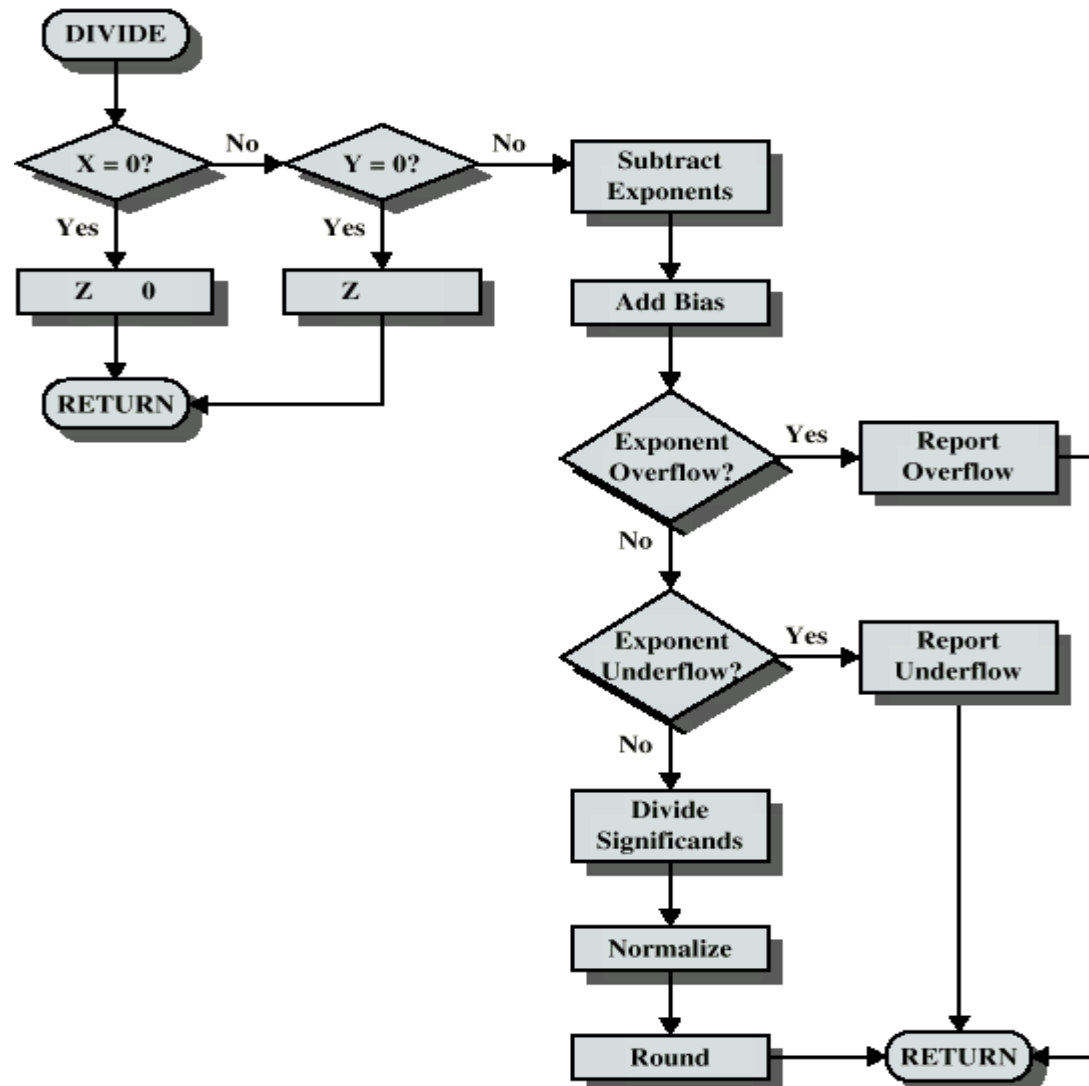 DIVIDE
X = 0?
No
Y = 0?
No
Subtract
Exponents
Yes
Yes
Z 0
Z
Add Bias
RETURN
Exponent
Overflow?
Yes
Report
Overflow
No
Exponent
Underflow?
Yes
Report
Underflow
No
Divide
Significands
Normalize
Round
RETURN